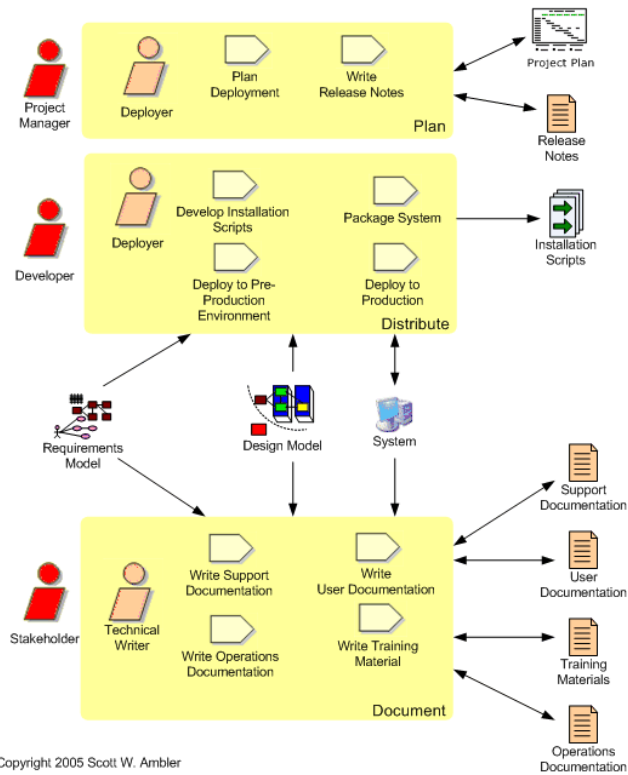 Project Plan
Plan
Deployment
Write
Release Notes
Project
Manager
Deployer
Plan
Release
Notes
Develop Installation
Scripts
Package System
Deployer
Developer
Installation
Scripts
Deploy to Pre-
Production
Environment
Deploy to
Production
Distribute
Requirements
Model
Design Model
System
Support
Documentation
Write Support
Documentation
Write
User Documentation
User
Documentation
Stakeholder
Technical
Writer
Write Operations
Documentation
Write Training
Material
Training
Materials
Document
Operations
Documentation
Copyright 2005 Scott W. Ambler